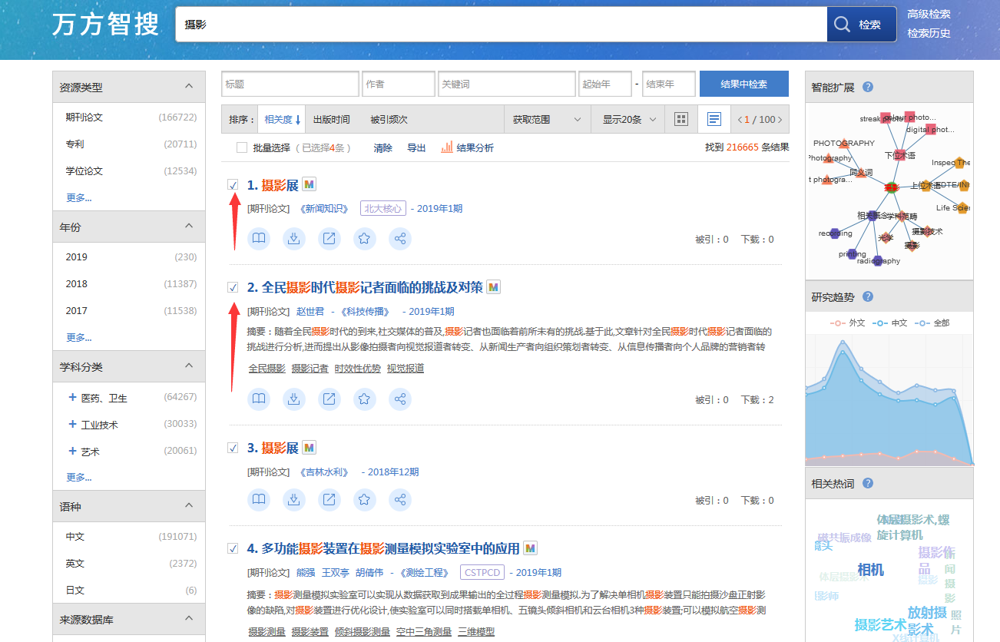 万方智搜
摄影
检索
高级检索
检索历史
资源类型
期刊论文 (166722)
专利 (20711)
学位论文 (12534)
更多...
年份
2019 (230)
2018 (11387)
2017 (11538)
更多...
学科分类
+ 医药、卫生 (64267)
+ 工业技术 (30033)
+ 艺术 (20061)
更多...
语种
中文 (191071)
英文 (2372)
日文 (6)
来源数据库
标题 作者 关键词 起始年 - 结束年 结果中检索
排序： 相关度 出版时间 被引频次 获取范围 显示20条 1 / 100
批量选择 （ 已选择4条 ） 清除 导出 结果分析 找到 216665 条结果
1. 摄影展 M
[期刊论文] 《新闻知识》 北大核心 - 2019年1期
被引：0 下载：0
2. 全民摄影时代摄影记者面临的挑战及对策 M
[期刊论文] 赵世君 - 《科技传播》 - 2019年1期
摘要：随着全民摄影时代的到来,社交媒体的普及,摄影记者也面临着前所未有的挑战.基于此,文章针对全民摄影时代摄影记者面临的
挑战进行分析,进而提出从影像拍摄者向视觉报道者转变、从新闻生产者向组织策划者转变、从信息传播者向个人品牌的营销者转
全民摄影 摄影记者 时效性优势 视觉报道
被引：0 下载：2
3. 摄影展 M
[期刊论文] 《吉林水利》 - 2018年12期
被引：0 下载：0
4. 多功能摄影装置在摄影测量模拟实验室中的应用 M
[期刊论文] 能强 王双亭 胡倩伟 - 《测绘工程》 CSTPCD - 2019年1期
摘要：摄影测量模拟实验室可以实现从数据获取到成果输出的全过程摄影测量模拟.为了解决单相机摄影装置只能拍摄沙盘正射影
像的缺陷,对摄影装置进行优化设计,使实验室可以同时搭载单相机、五镜头倾斜相机和云台相机3种摄影装置;可以模拟航空摄影测
摄影测量 摄影装置 倾斜摄影测量 空中三角测量 三维模型
智能扩展 ?
streak photo
colour photo...
digital phot...
PHOTOGRAPHY
Photography
t photogra...
下位术语
同义词
Inspec The
摄影
上位术语
EDTE/INI
Life Scien
相关概念
学科范畴
recording
光学
摄影技术
摄影
printing
radiography
研究趋势 ?
外文 中文 全部
相关热词 ?
体层摄影术,螺
旋计算机
磁共振成像
镜头
摄影作
品
新闻摄影
相机
摄影
体层摄影术
影师
放射摄
影术
照片
摄影艺术
X线计算机